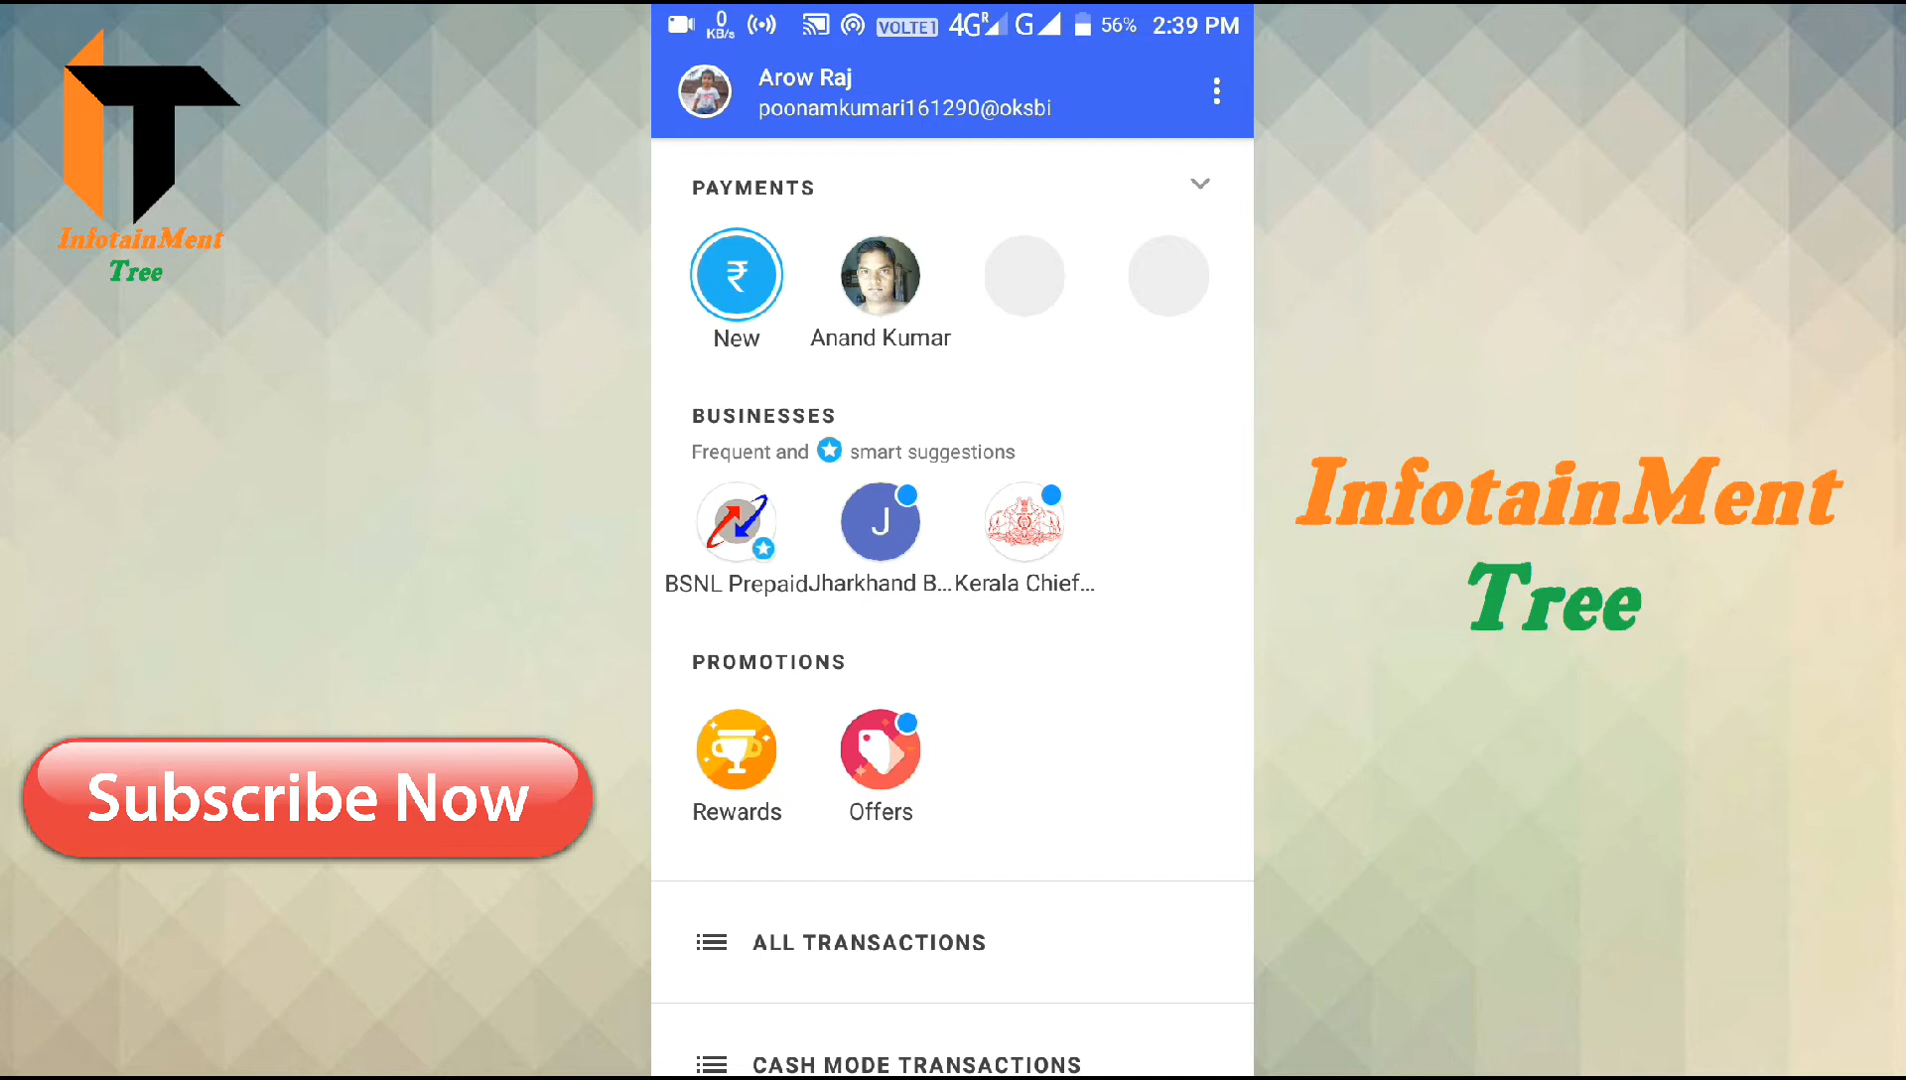 InfotainMent
Tree
0
KB/s
VOLTE1
4G
R
G
56%
2:39 PM
Arow Raj
poonamkumari161290@oksbi
PAYMENTS
₹
New
Anand Kumar
BUSINESSES
Frequent and smart suggestions
J
BSNL Prepaid
Jharkhand B...
Kerala Chief...
PROMOTIONS
Rewards
Offers
ALL TRANSACTIONS
CASH MODE TRANSACTIONS
Subscribe Now
InfotainMent
Tree